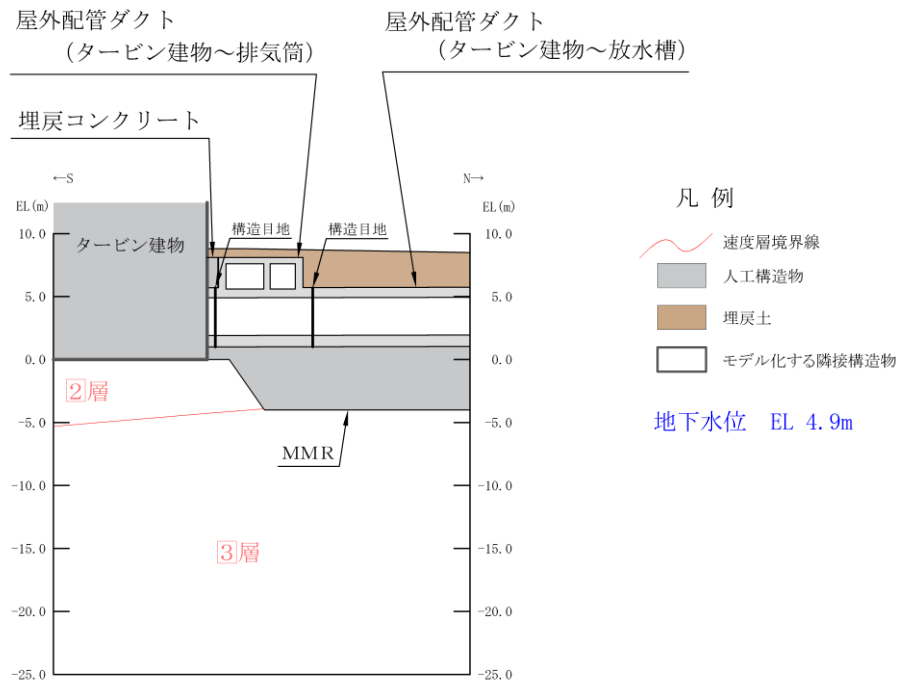 屋外配管ダクト
（タービン建物～排気筒）
屋外配管ダクト
（タービン建物～放水槽）
埋戻コンクリート
←S
N→
EL(m)
EL(m)
タービン建物
構造目地
構造目地
10.0
10.0
5.0
5.0
0.0
0.0
-5.0
-5.0
-10.0
-10.0
-15.0
-15.0
-20.0
-20.0
-25.0
-25.0
②層
MMR
③層
凡 例
速度層境界線
人工構造物
埋戻土
モデル化する隣接構造物
地下水位 EL 4.9m